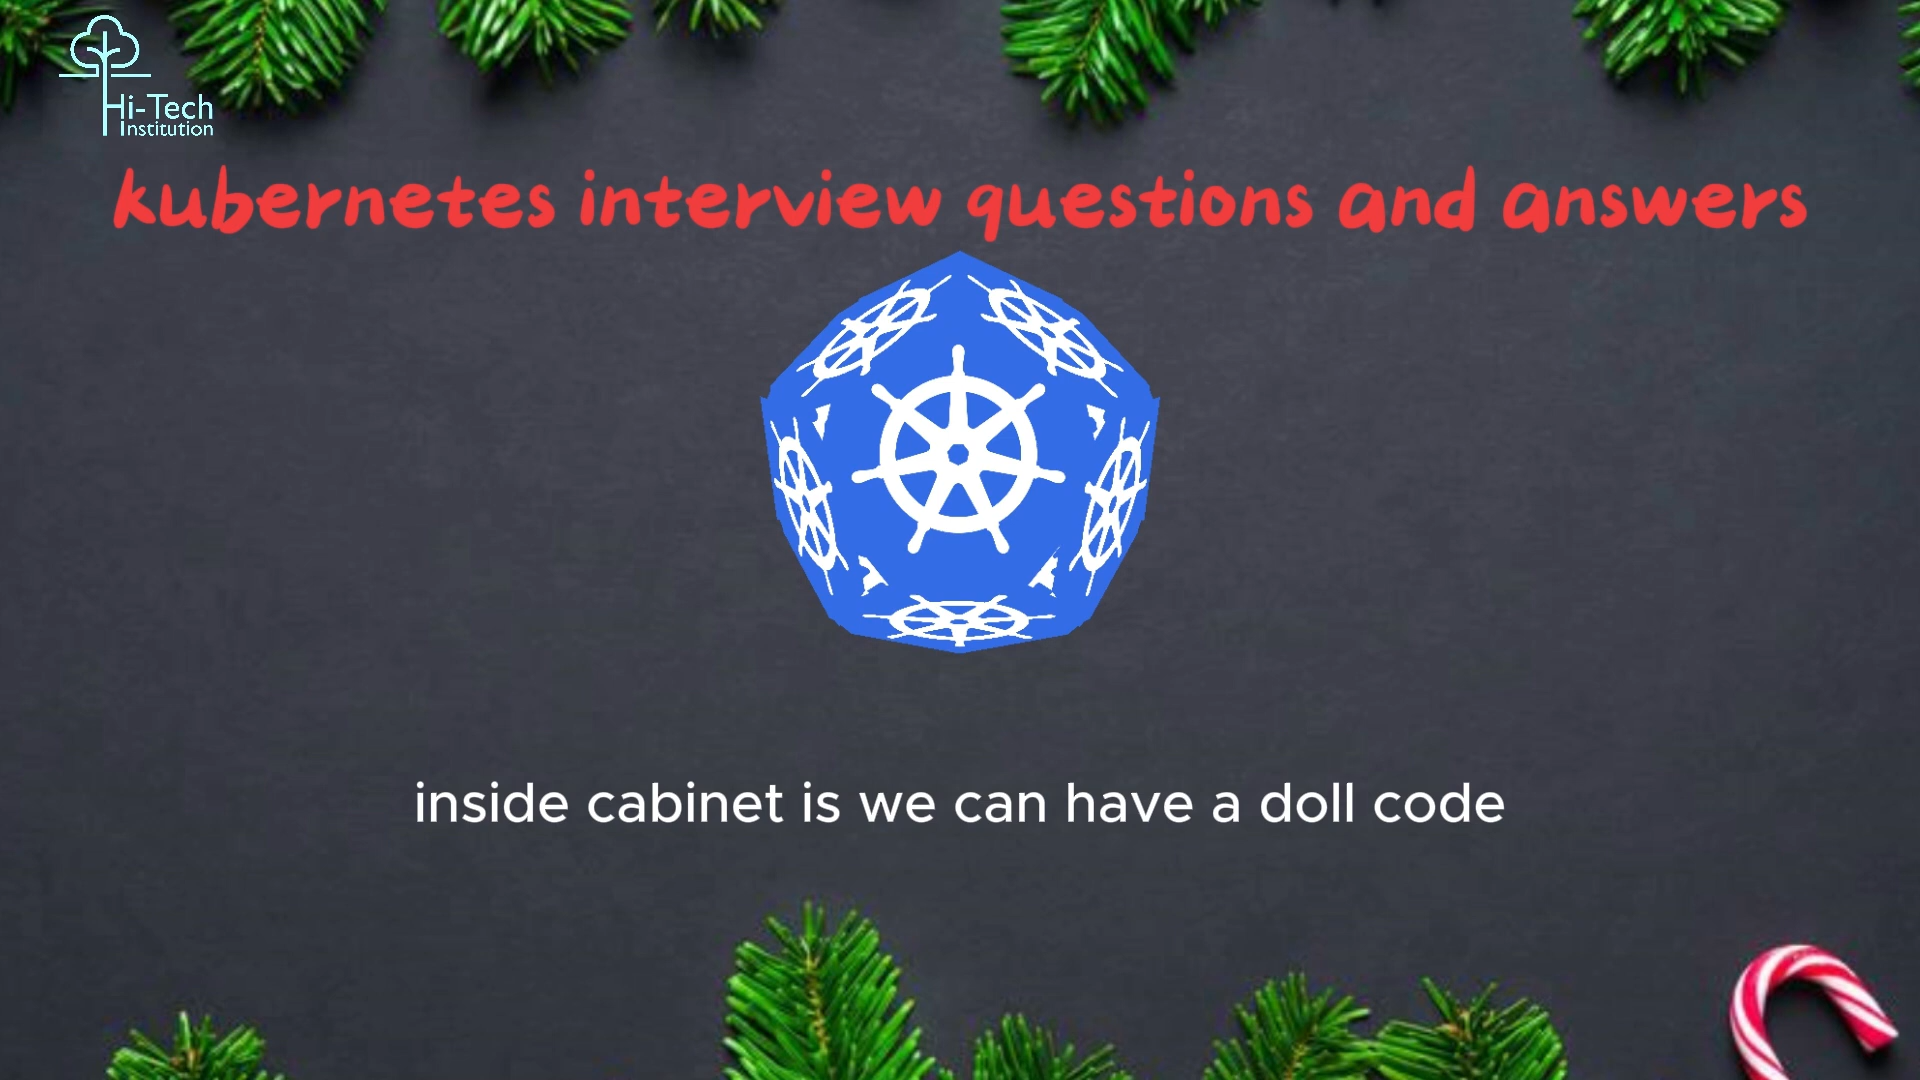 Hi-Tech
Institution
kubernetes interview questions and answers
inside cabinet is we can have a doll code